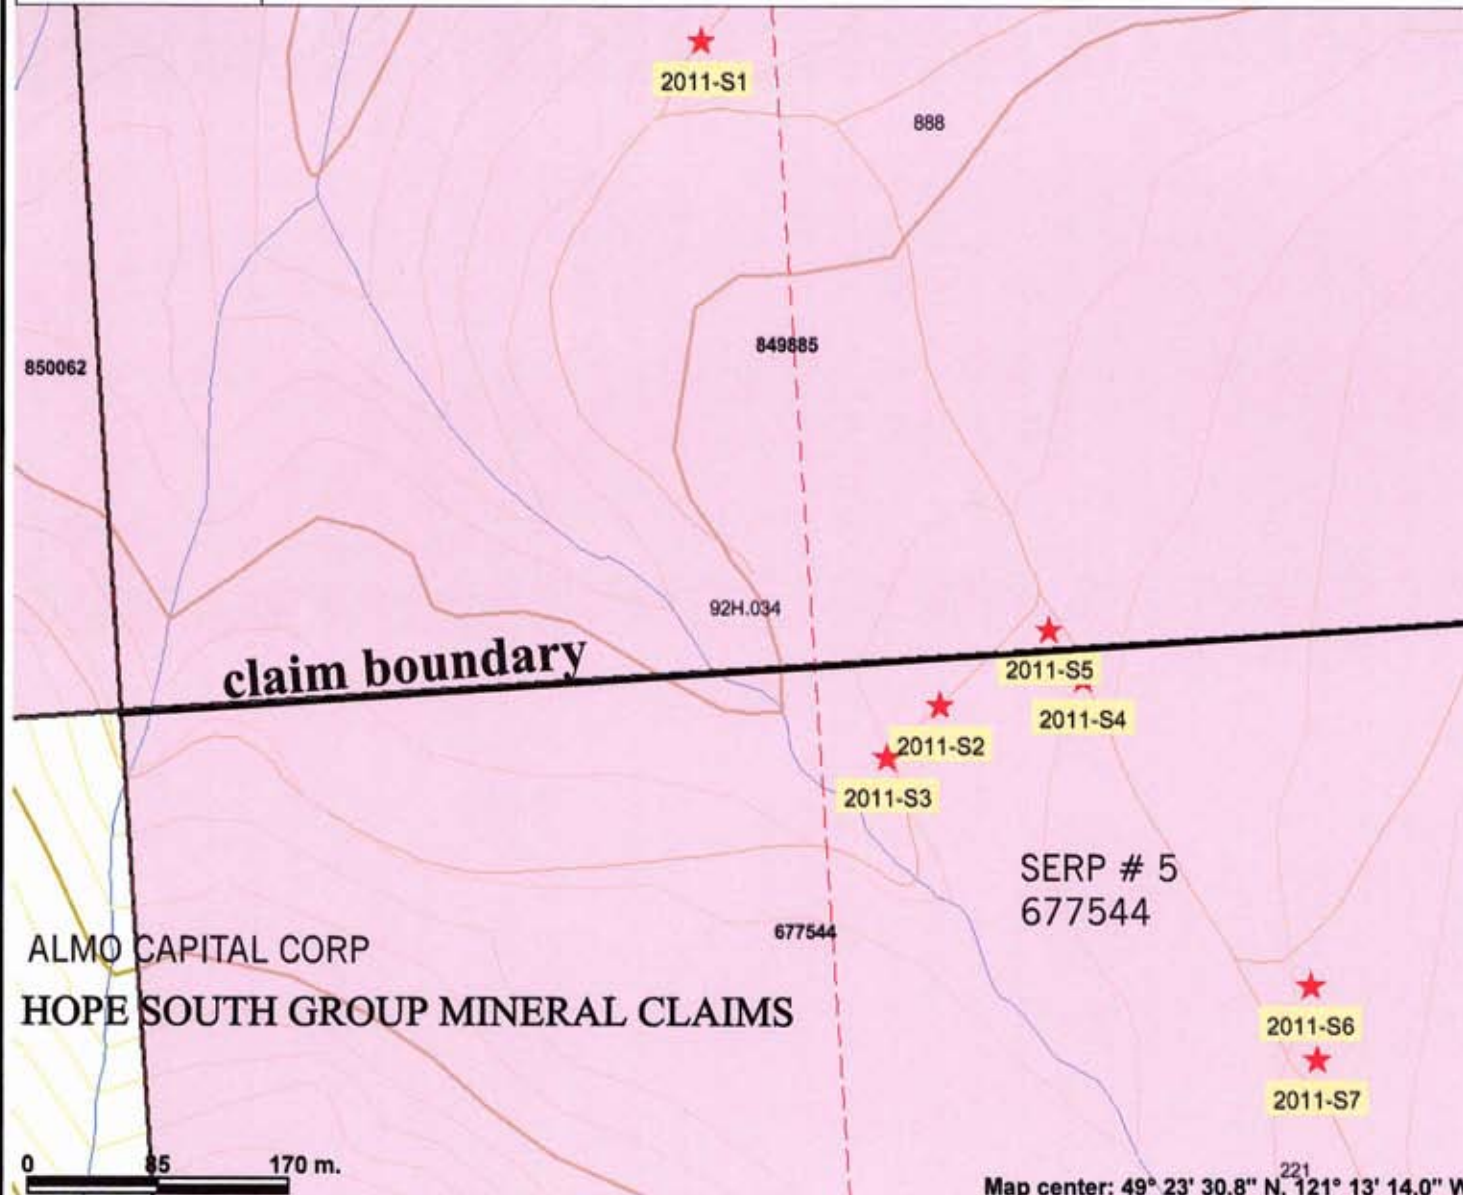 2011-S1
888
849885
850062
92H.034
claim boundary
2011-S5
2011-S4
2011-S2
2011-S3
SERP # 5
677544
677544
ALMO CAPITAL CORP
HOPE SOUTH GROUP MINERAL CLAIMS
2011-S6
2011-S7
0 85 170 m.
221
Map center: 49° 23' 30.8" N, 121° 13' 14.0" W